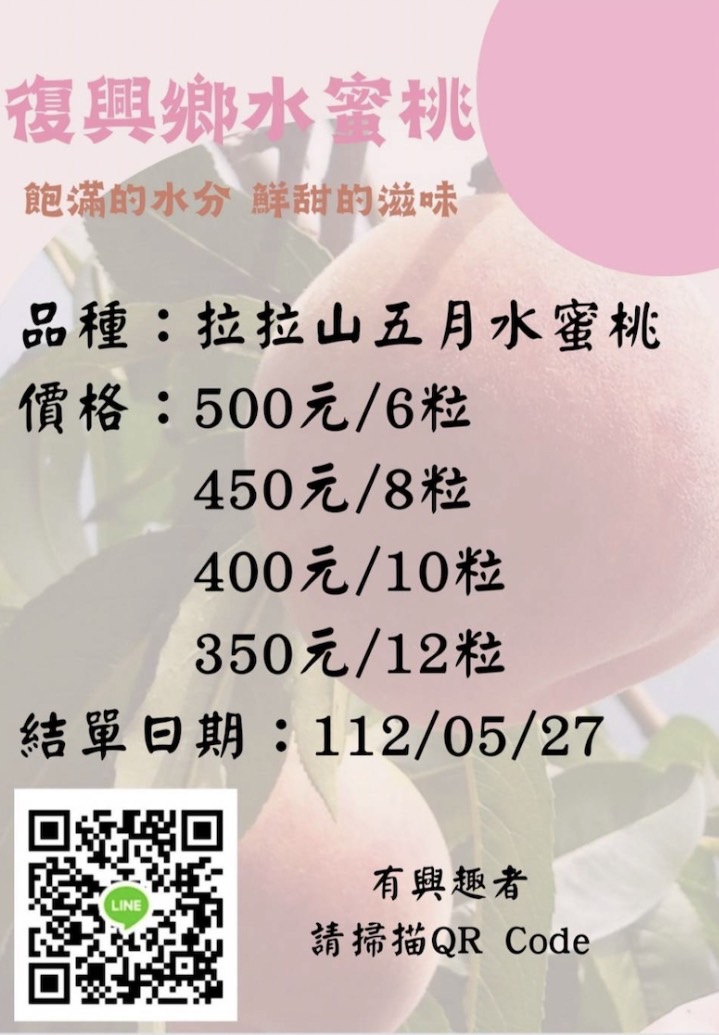 復興鄉水蜜桃
飽滿的水分 鮮甜的滋味
品種：拉拉山五月水蜜桃
價格：500元/6粒
450元/8粒
400元/10粒
350元/12粒
結單日期：112/05/27
LINE
有興趣者
請掃描QR Code